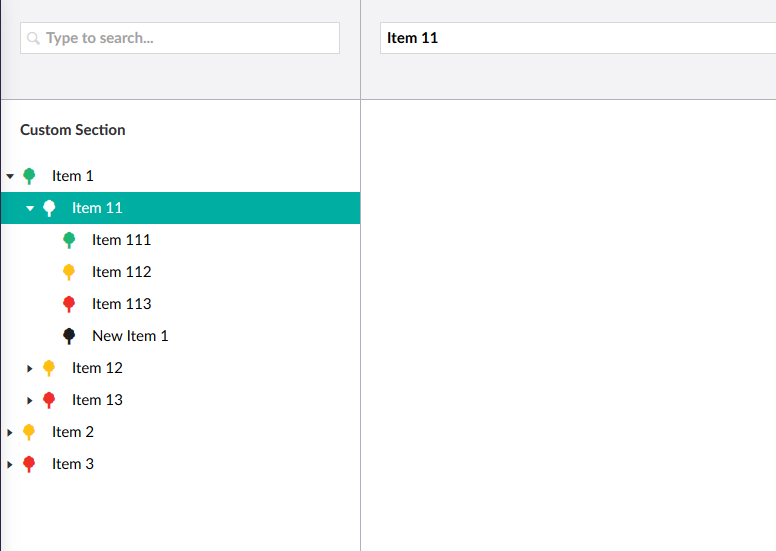 Type to search...
Item 11
Custom Section
Item 1
Item 11
Item 111
Item 112
Item 113
New Item 1
Item 12
Item 13
Item 2
Item 3